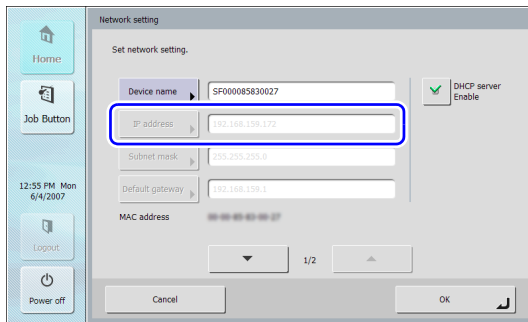 Network setting
Home
Set network setting.
Device name
SF000085830027
DHCP server
Enable
Job Button
IP address
192.168.159.172
Subnet mask
255.255.255.0
12:55 PM Mon
6/4/2007
Default gateway
192.168.159.1
MAC address
Logout
1/2
Power off
Cancel
OK